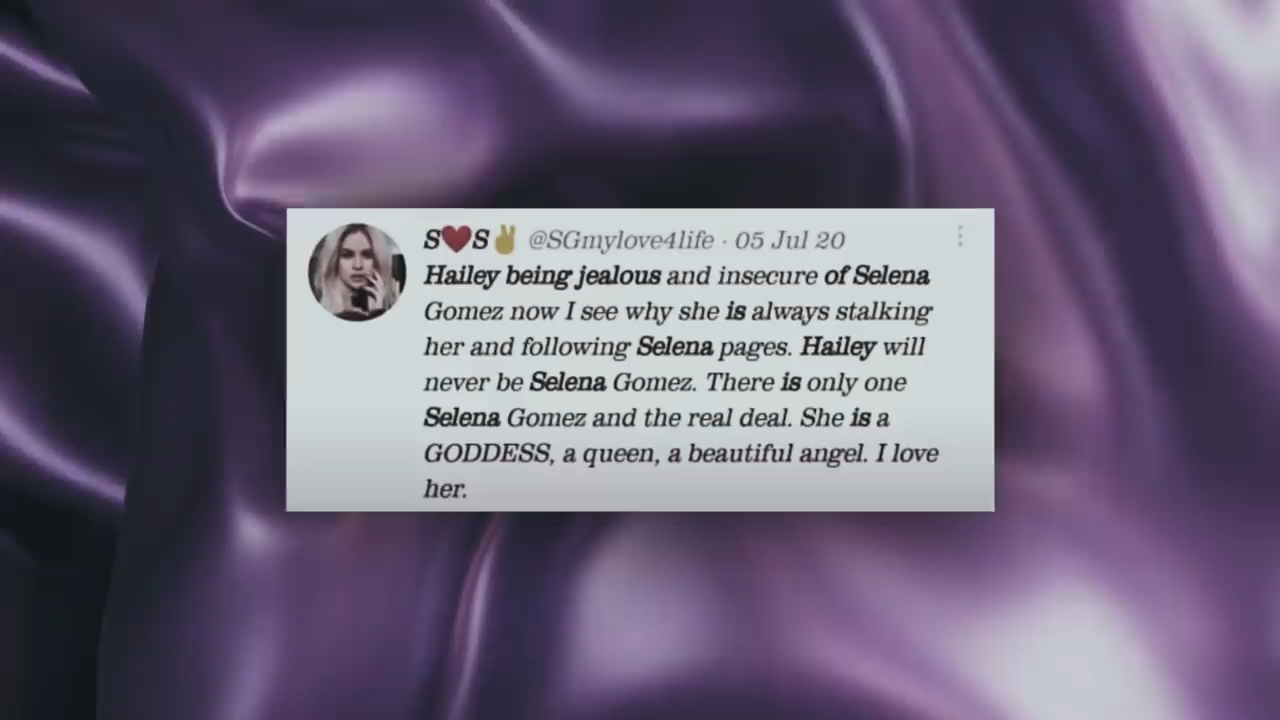 S❤️S✌️ @SGmylove4life · 05 Jul 20
Hailey being jealous and insecure of Selena
Gomez now I see why she is always stalking
her and following Selena pages. Hailey will
never be Selena Gomez. There is only one
Selena Gomez and the real deal. She is a
GODDESS, a queen, a beautiful angel. I love
her.